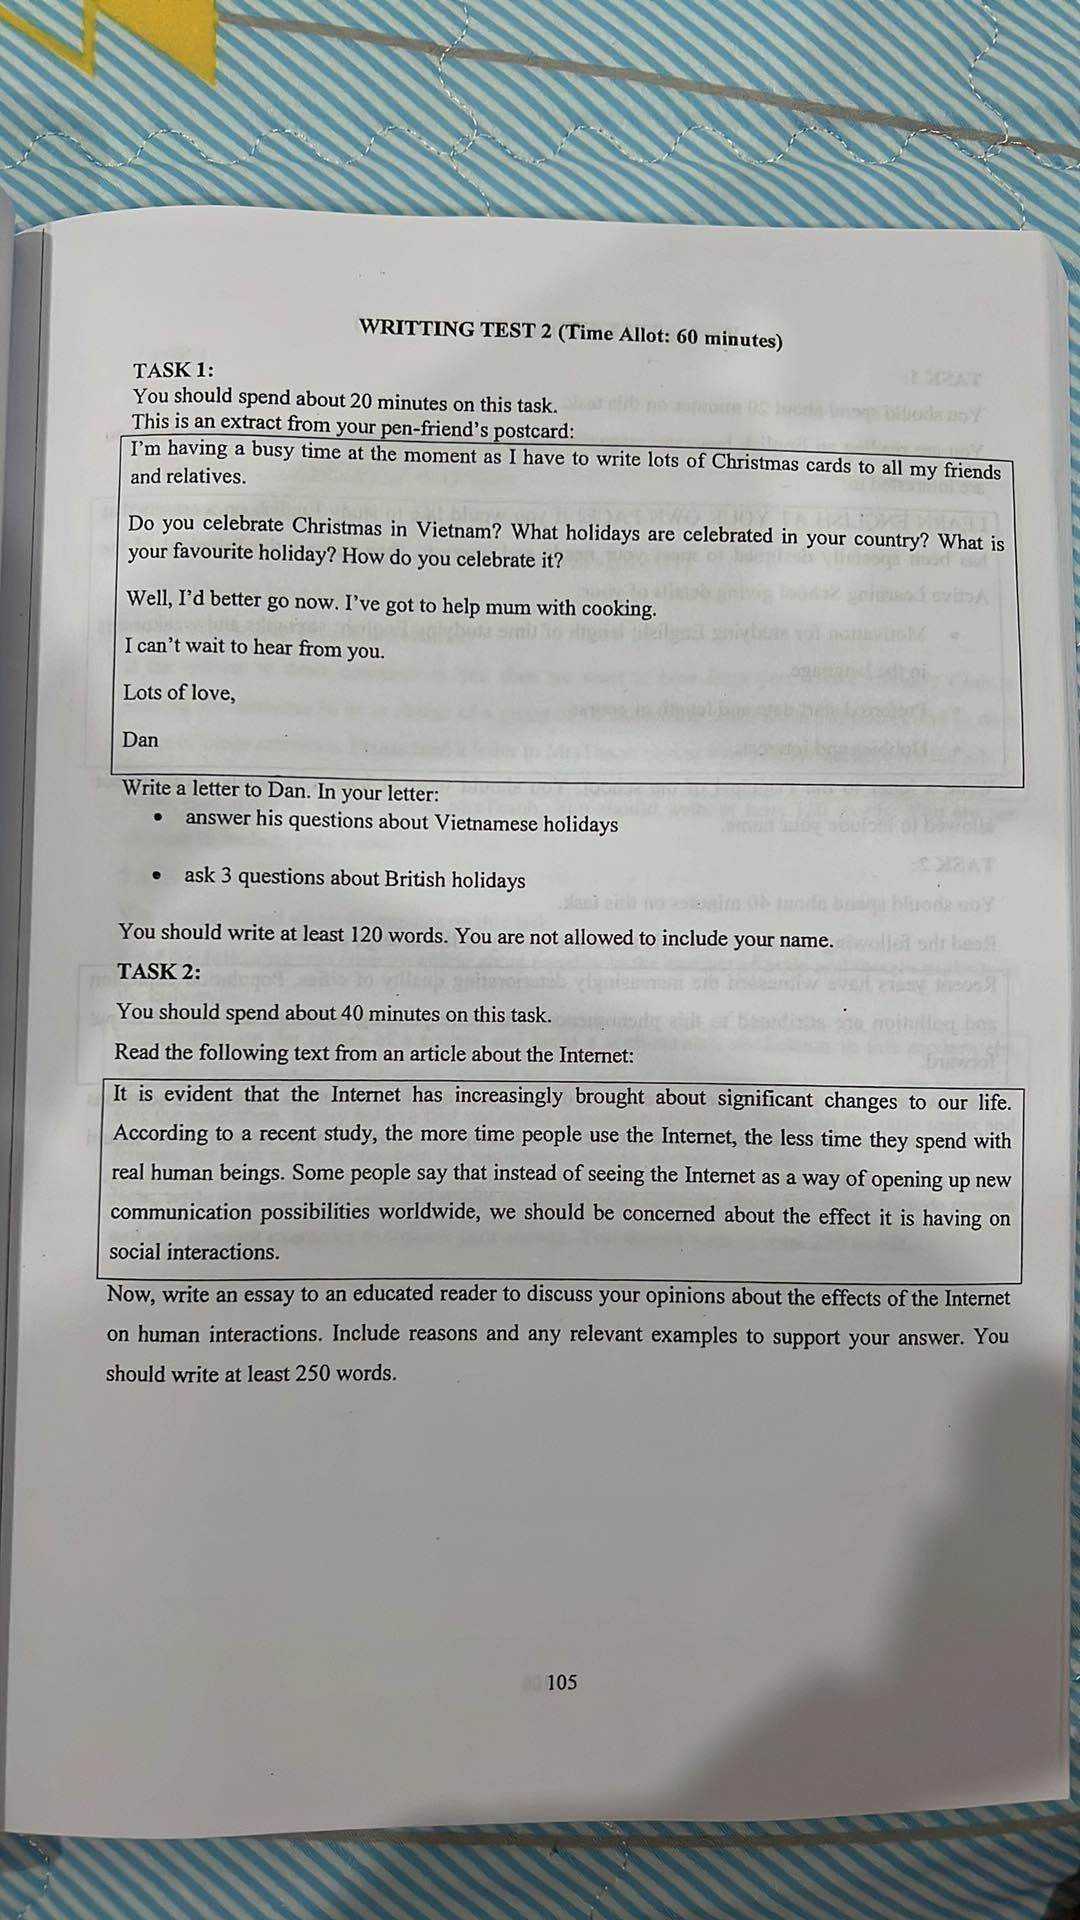 WRITTING TEST 2 (Time Allot: 60 minutes)
TASK 1:
You should spend about 20 minutes on this task.
This is an extract from your pen-friend's postcard:
I'm having a busy time at the moment as I have to write lots of Christmas cards to all my friends
and relatives.
Do you celebrate Christmas in Vietnam? What holidays are celebrated in your country? What is
your favourite holiday? How do you celebrate it?
Well, I'd better go now. I've got to help mum with cooking.
I can't wait to hear from you.
Lots of love,
Dan
Write a letter to Dan. In your letter:
• answer his questions about Vietnamese holidays
• ask 3 questions about British holidays
You should write at least 120 words. You are not allowed to include your name.
TASK 2:
You should spend about 40 minutes on this task.
Read the following text from an article about the Internet:
It is evident that the Internet has increasingly brought about significant changes to our life.
According to a recent study, the more time people use the Internet, the less time they spend with
real human beings. Some people say that instead of seeing the Internet as a way of opening up new
communication possibilities worldwide, we should be concerned about the effect it is having on
social interactions.
Now, write an essay to an educated reader to discuss your opinions about the effects of the Internet
on human interactions. Include reasons and any relevant examples to support your answer. You
should write at least 250 words.
105